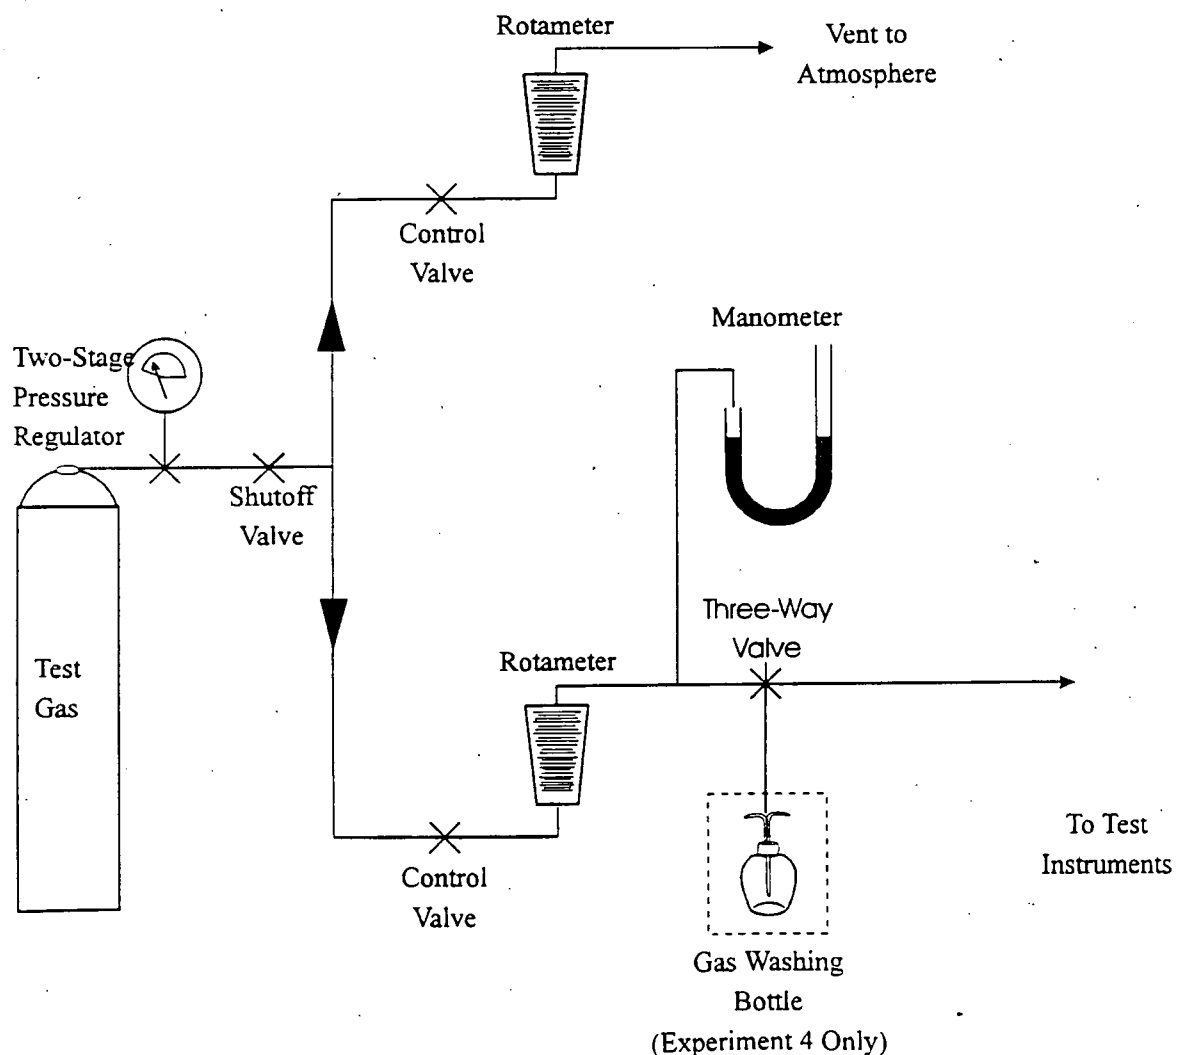 Rotameter
Vent to
Atmosphere
Control
Valve
Manometer
Two-Stage
Pressure
Regulator
Shutoff
Valve
Three-Way
Valve
Rotameter
Test
Gas
To Test
Instruments
Control
Valve
Gas Washing
Bottle
(Experiment 4 Only)